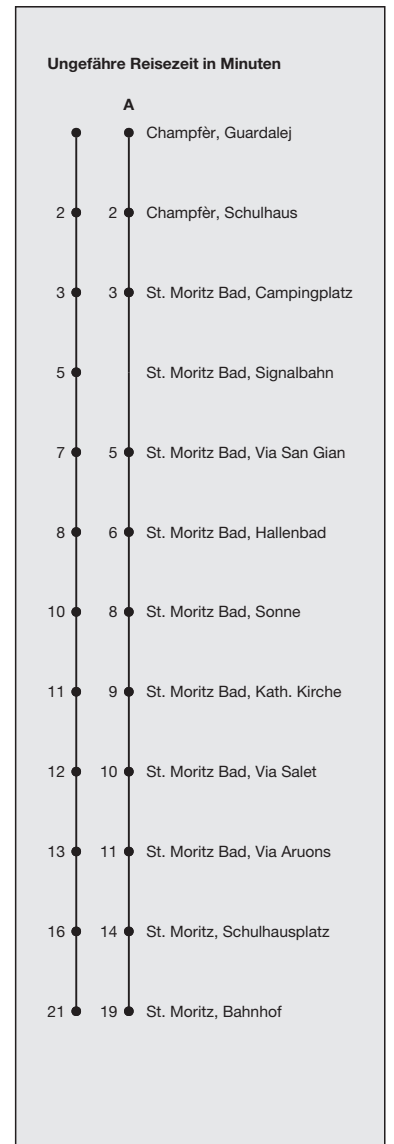 Ungefähre Reisezeit in Minuten
A
Champfèr, Guardalej
2 2 Champfèr, Schulhaus
3 3 St. Moritz Bad, Campingplatz
5 St. Moritz Bad, Signalbahn
7 5 St. Moritz Bad, Via San Gian
8 6 St. Moritz Bad, Hallenbad
10 8 St. Moritz Bad, Sonne
11 9 St. Moritz Bad, Kath. Kirche
12 10 St. Moritz Bad, Via Salet
13 11 St. Moritz Bad, Via Aruons
16 14 St. Moritz, Schulhausplatz
21 19 St. Moritz, Bahnhof